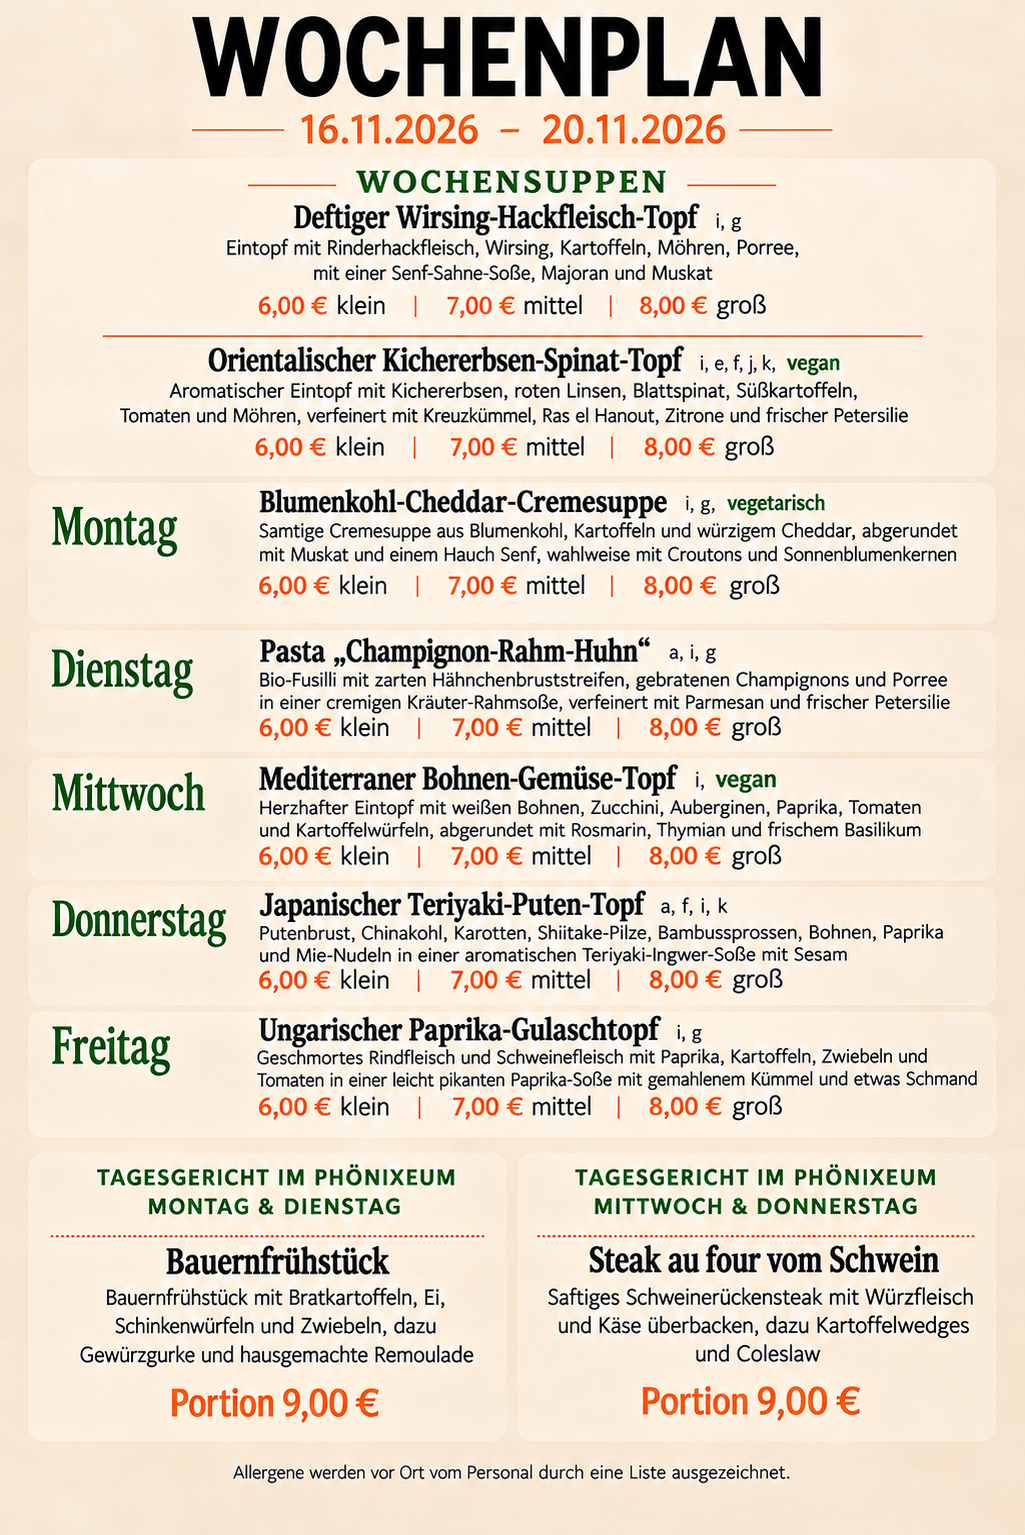 WOCHENPLAN
16.11.2026 – 20.11.2026
WOCHENSUPPEN
Deftiger Wirsing-Hackfleisch-Topf i, g
Eintopf mit Rinderhackfleisch, Wirsing, Kartoffeln, Möhren, Porree,
mit einer Senf-Sahne-Soße, Majoran und Muskat
6,00 € klein | 7,00 € mittel | 8,00 € groß
Orientalischer Kichererbsen-Spinat-Topf i, e, f, j, k, vegan
Aromatischer Eintopf mit Kichererbsen, roten Linsen, Blattspinat, Süßkartoffeln,
Tomaten und Möhren, verfeinert mit Kreuzkümmel, Ras el Hanout, Zitrone und frischer Petersilie
6,00 € klein | 7,00 € mittel | 8,00 € groß
Montag
Blumenkohl-Cheddar-Cremesuppe i, g, vegetarisch
Samtige Cremesuppe aus Blumenkohl, Kartoffeln und würzigem Cheddar, abgerundet
mit Muskat und einem Hauch Senf, wahlweise mit Croutons und Sonnenblumenkernen
6,00 € klein | 7,00 € mittel | 8,00 € groß
Dienstag
Pasta „Champignon-Rahm-Huhn“ a, i, g
Bio-Fusilli mit zarten Hähnchenbruststreifen, gebratenen Champignons und Porree
in einer cremigen Kräuter-Rahmsoße, verfeinert mit Parmesan und frischer Petersilie
6,00 € klein | 7,00 € mittel | 8,00 € groß
Mittwoch
Mediterraner Bohnen-Gemüse-Topf i, vegan
Herzhafter Eintopf mit weißen Bohnen, Zucchini, Auberginen, Paprika, Tomaten
und Kartoffelwürfeln, abgerundet mit Rosmarin, Thymian und frischem Basilikum
6,00 € klein | 7,00 € mittel | 8,00 € groß
Donnerstag
Japanischer Teriyaki-Puten-Topf a, f, i, k
Putenbrust, Chinakohl, Karotten, Shiitake-Pilze, Bambussprossen, Bohnen, Paprika
und Mie-Nudeln in einer aromatischen Teriyaki-Ingwer-Soße mit Sesam
6,00 € klein | 7,00 € mittel | 8,00 € groß
Freitag
Ungarischer Paprika-Gulaschtopf i, g
Geschmortes Rindfleisch und Schweinefleisch mit Paprika, Kartoffeln, Zwiebeln und
Tomaten in einer leicht pikanten Paprika-Soße mit gemahlenem Kümmel und etwas Schmand
6,00 € klein | 7,00 € mittel | 8,00 € groß
TAGESGERICHT IM PHÖNIXEUM
MONTAG & DIENSTAG
Bauernfrühstück
Bauernfrühstück mit Bratkartoffeln, Ei,
Schinkenwürfeln und Zwiebeln, dazu
Gewürzgurke und hausgemachte Remoulade
Portion 9,00 €
TAGESGERICHT IM PHÖNIXEUM
MITTWOCH & DONNERSTAG
Steak au four vom Schwein
Saftiges Schweinerückensteak mit Würzfleisch
und Käse überbacken, dazu Kartoffelwedges
und Coleslaw
Portion 9,00 €
Allergene werden vor Ort vom Personal durch eine Liste ausgezeichnet.